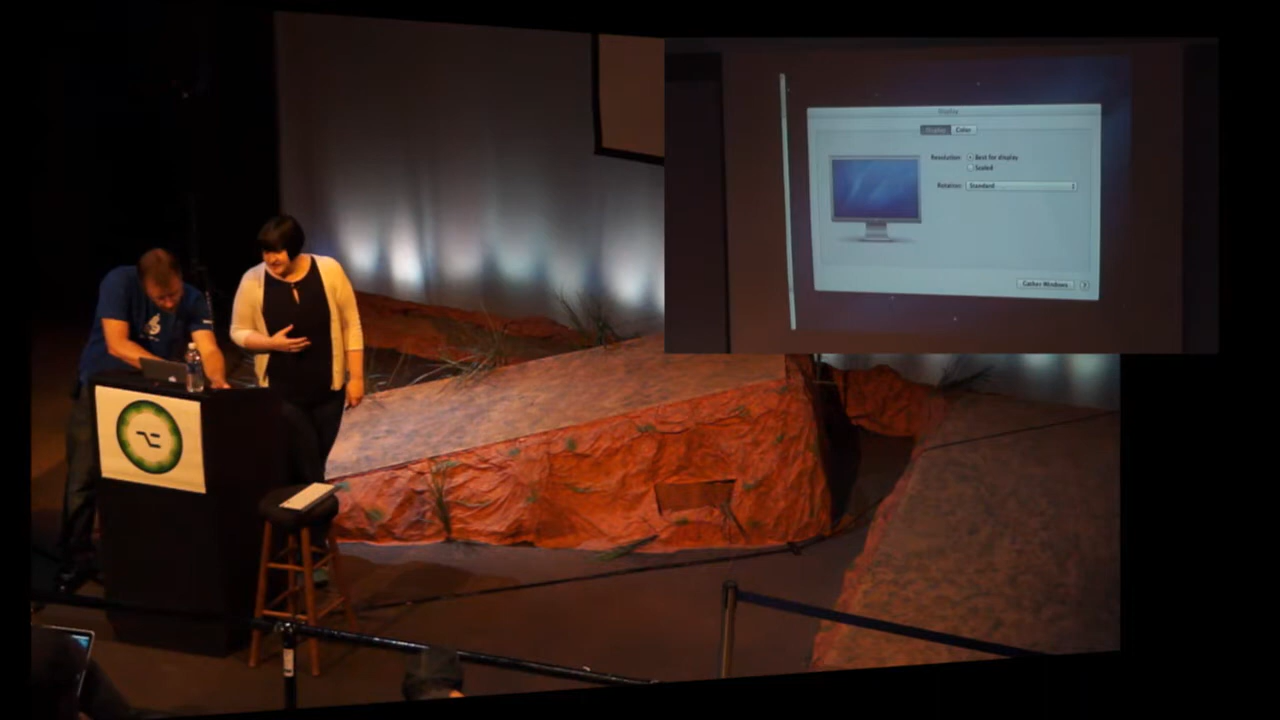 Display
Display Color
Resolution: Best for display
Scaled
Rotation: Standard
Gather Windows ?